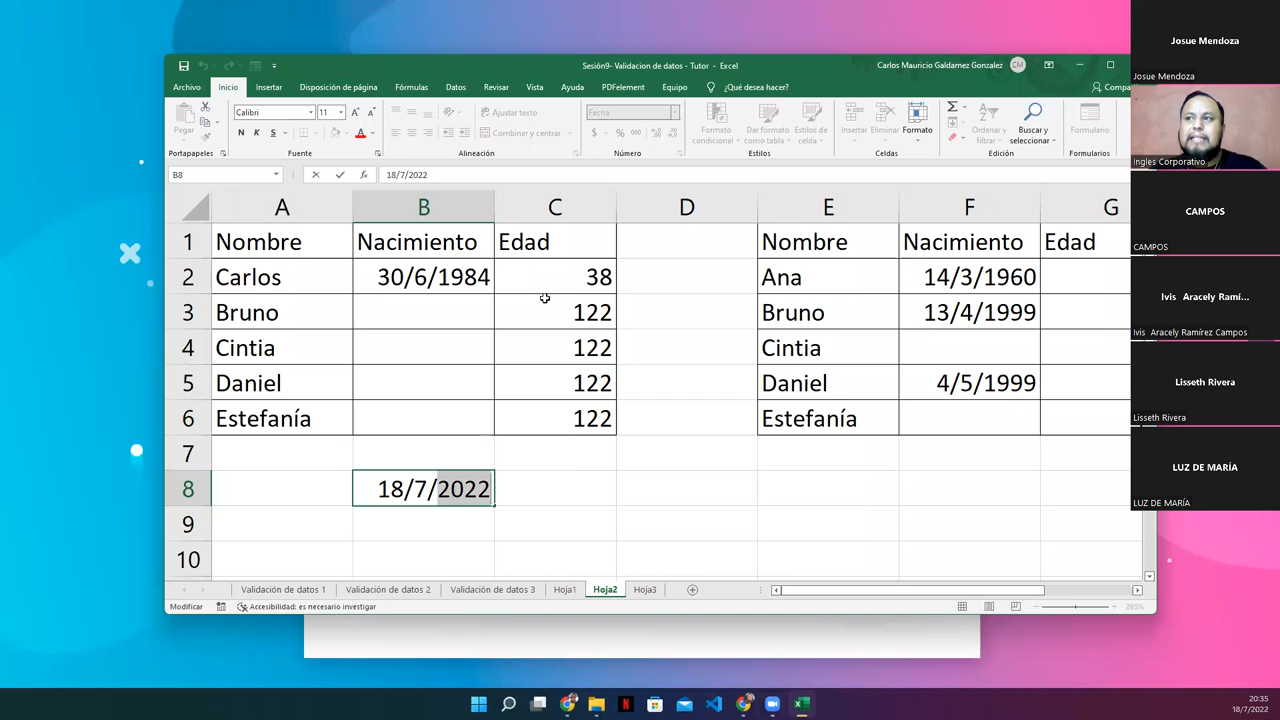 Sesión9- Validacion de datos - Tutor - Excel
Carlos Mauricio Galdamez Gonzalez
CM
Archivo Inicio Insertar Disposición de página Fórmulas Datos Revisar Vista Ayuda PDFelement Equipo ¿Qué desea hacer?
Pegar
Calibri 11
Ajustar texto
Fecha
Formato condicional
Dar formato como tabla
Estilos de celda
Insertar Eliminar Formato
Ordenar y filtrar
Buscar y seleccionar
Formulario
N K S
Combinar y centrar
$ % 000
Portapapeles Fuente Alineación Número Estilos Celdas Edición Formularios
B8 fx 18/7/2022
A B C D E F G
1 Nombre Nacimiento Edad Nombre Nacimiento Edad
2 Carlos 30/6/1984 38 Ana 14/3/1960
3 Bruno 122 Bruno 13/4/1999
4 Cintia 122 Cintia
5 Daniel 122 Daniel 4/5/1999
6 Estefanía 122 Estefanía
7
8 18/7/2022
9
10
Validación de datos 1 Validación de datos 2 Validación de datos 3 Hoja1 Hoja2 Hoja3
Modificar Accesibilidad: es necesario investigar 263%
Josue Mendoza
Josue Mendoza
Ingles Corporativo
CAMPOS
CAMPOS
Ivis Aracely Ramí...
Ivis Aracely Ramírez Campos
Lisseth Rivera
Lisseth Rivera
LUZ DE MARÍA
LUZ DE MARÍA
20:35
18/7/2022